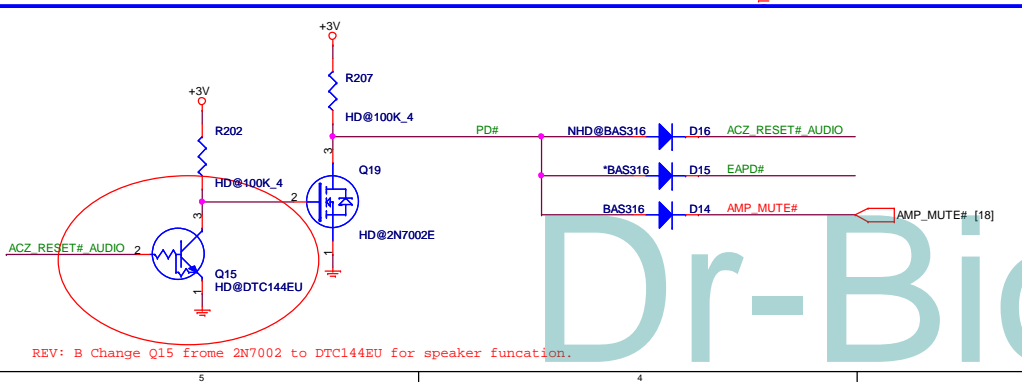 +3V
R207
+3V
HD@100K_4
R202
PD#
NHD@BAS316
D16
ACZ_RESET#_AUDIO
3
Q19
*BAS316
D15
EAPD#
HD@100K_4
2
3
BAS316
D14
AMP_MUTE#
AMP_MUTE# [18]
HD@2N7002E
ACZ_RESET#_AUDIO
2
1
Q15
HD@DTC144EU
1
Dr-Bio
REV: B Change Q15 frome 2N7002 to DTC144EU for speaker funcation.
5
4